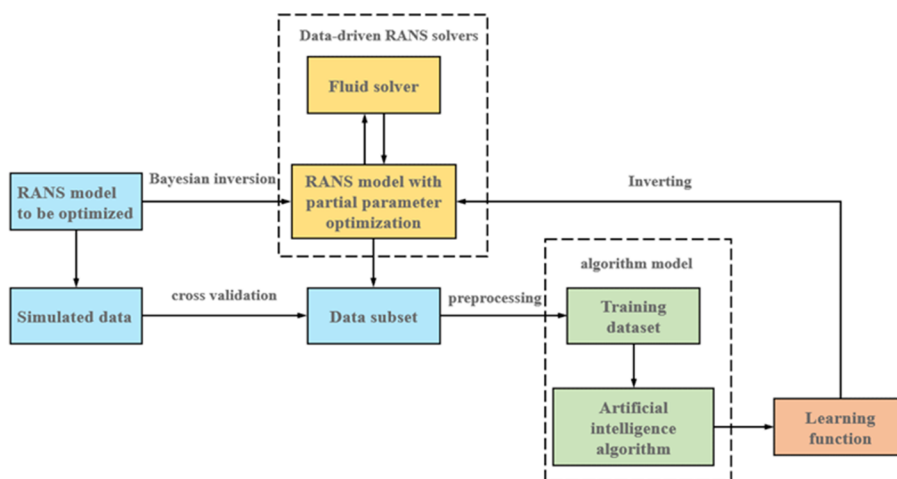 Data-driven RANS solvers
Fluid solver
Bayesian inversion
RANS model with
partial parameter
optimization
Inverting
RANS model
to be optimized
algorithm model
cross validation
preprocessing
Simulated data
Data subset
Training
dataset
Artificial
intelligence
algorithm
Learning
function